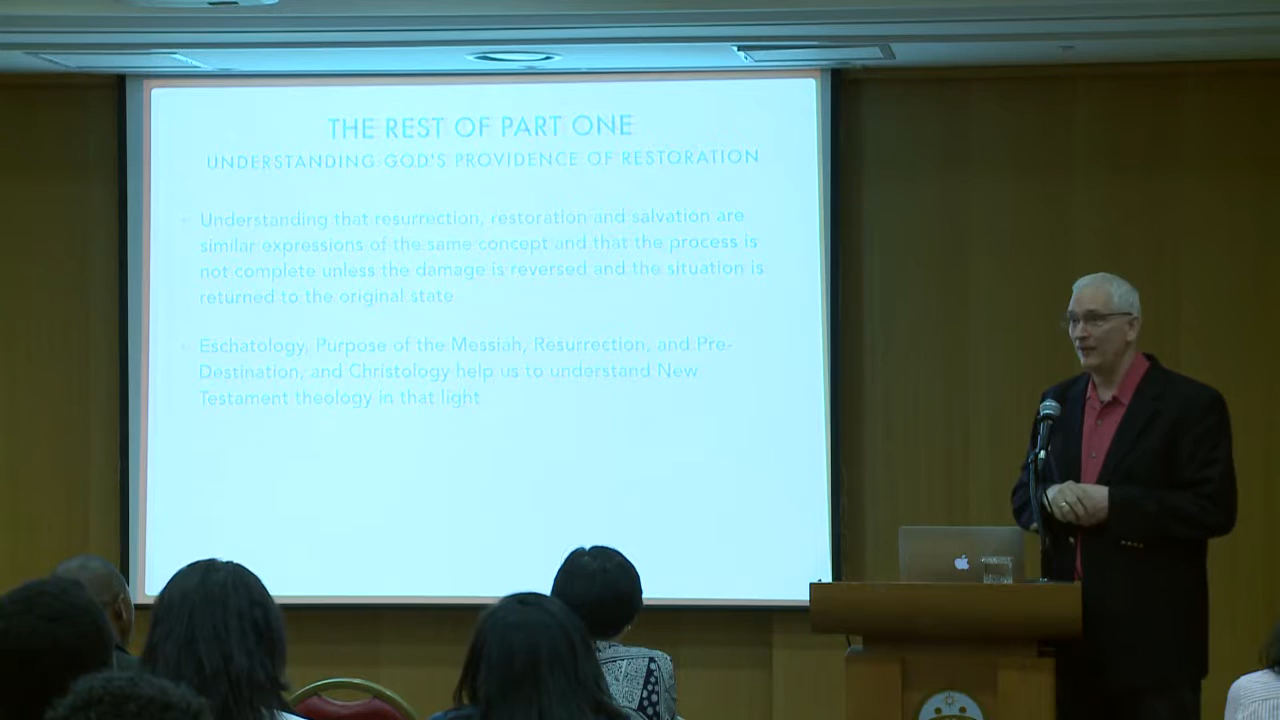 THE REST OF PART ONE
UNDERSTANDING GOD'S PROVIDENCE OF RESTORATION
Understanding that resurrection, restoration and salvation are
similar expressions of the same concept and that the process is
not complete unless the damage is reversed and the situation is
returned to the original state
Eschatology, Purpose of the Messiah, Resurrection, and Pre-
Destination, and Christology help us to understand New
Testament theology in that light